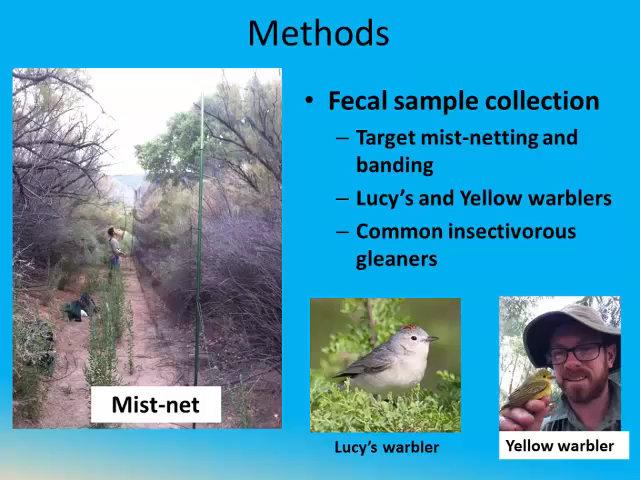 Methods
• Fecal sample collection
– Target mist-netting and
banding
– Lucy's and Yellow warblers
– Common insectivorous
gleaners
Mist-net
Lucy's warbler
Yellow warbler